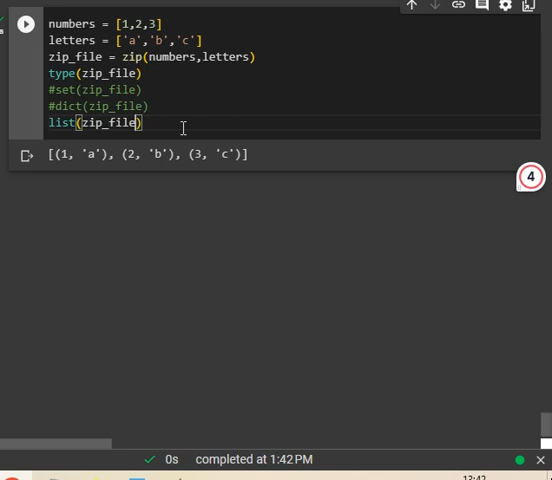 numbers = [1,2,3]
letters = ['a','b','c']
zip_file = zip(numbers,letters)
type(zip_file)
#set(zip_file)
#dict(zip_file)
list(zip_file)
[(1, 'a'), (2, 'b'), (3, 'c')]
4
0s completed at 1:42 PM